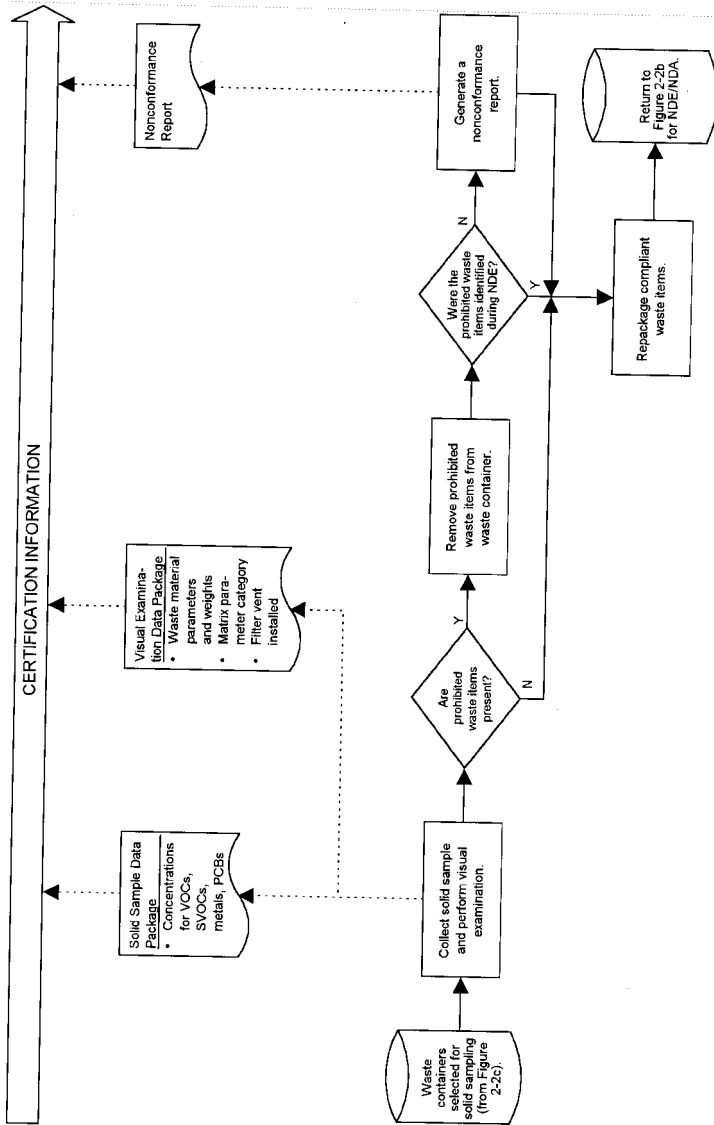 CERTIFICATION INFORMATION
Solid Sample Data
Package
• Concentrations
for VOCs,
SVOCs,
metals, PCBs
Visual Examina-
tion Data Package
• Waste material
parameters
and weights
• Matrix para-
meter category
• Filter vent
installed
Nonconformance
Report
Waste
containers
selected for
solid sampling
(from Figure
2-2c).
Collect solid sample
and perform visual
examination.
Are
prohibited
waste items
present?
Y
N
Remove prohibited
waste items from
waste container.
Were the
prohibited waste
items identified
during NDE?
N
Y
Generate a
nonconformance
report.
Repackage compliant
waste items.
Return to
Figure 2-2b
for NDE/NDA.